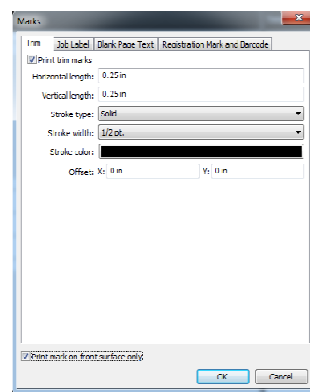 Marks
Trim Job Label Blank Page Text Registration Mark and Barcode
Print trim marks
Horizontal length: 0.25 in
Vertical length: 0.25 in
Stroke type: Solid
Stroke width: 1/2 pt.
Stroke color:
Offset: X: 0 in Y: 0 in
Print mark on front surface only
OK Cancel